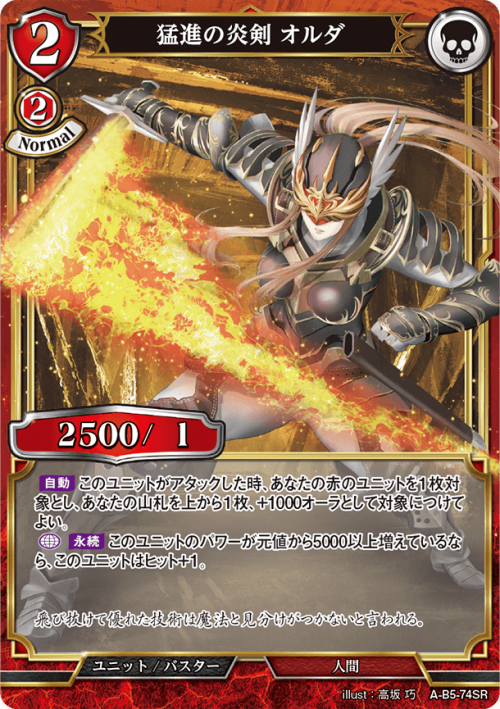 2
猛進の炎剣 オルダ
2
Normal
2500/ 1
自動 このユニットがアタックした時、あなたの赤のユニットを1枚対
象とし、あなたの山札を上から1枚、+1000オーラとして対象につけて
よい。
永続 このユニットのパワーが元値から5000以上増えているな
ら、このユニットはヒット+1。
飛び抜けて優れた技術は魔法と見分けがつかないと言われる。
ユニット / バスター 人間
illust:高坂 巧 A-B5-74SR